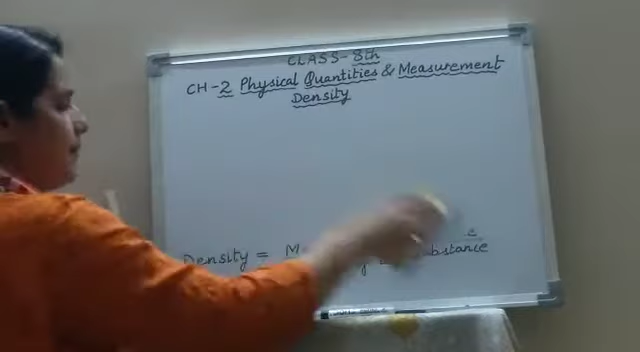 CLASS-8th
CH-2 Physical Quantities & Measurement
Density
Density =